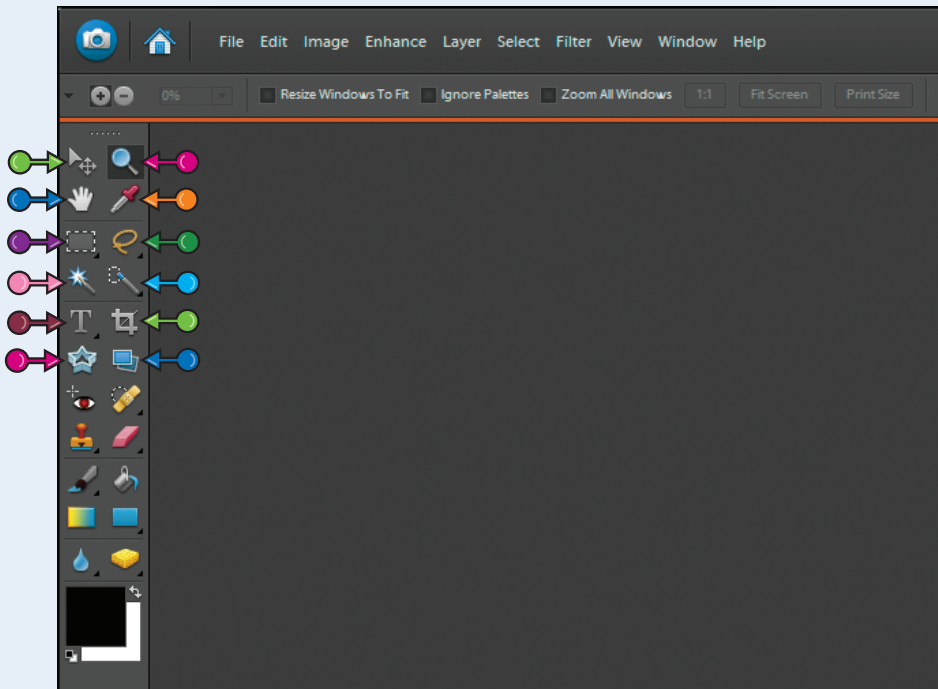 File Edit Image Enhance Layer Select Filter View Window Help
0% Resize Windows To Fit Ignore Palettes Zoom All Windows 1:1 Fit Screen Print Size
T